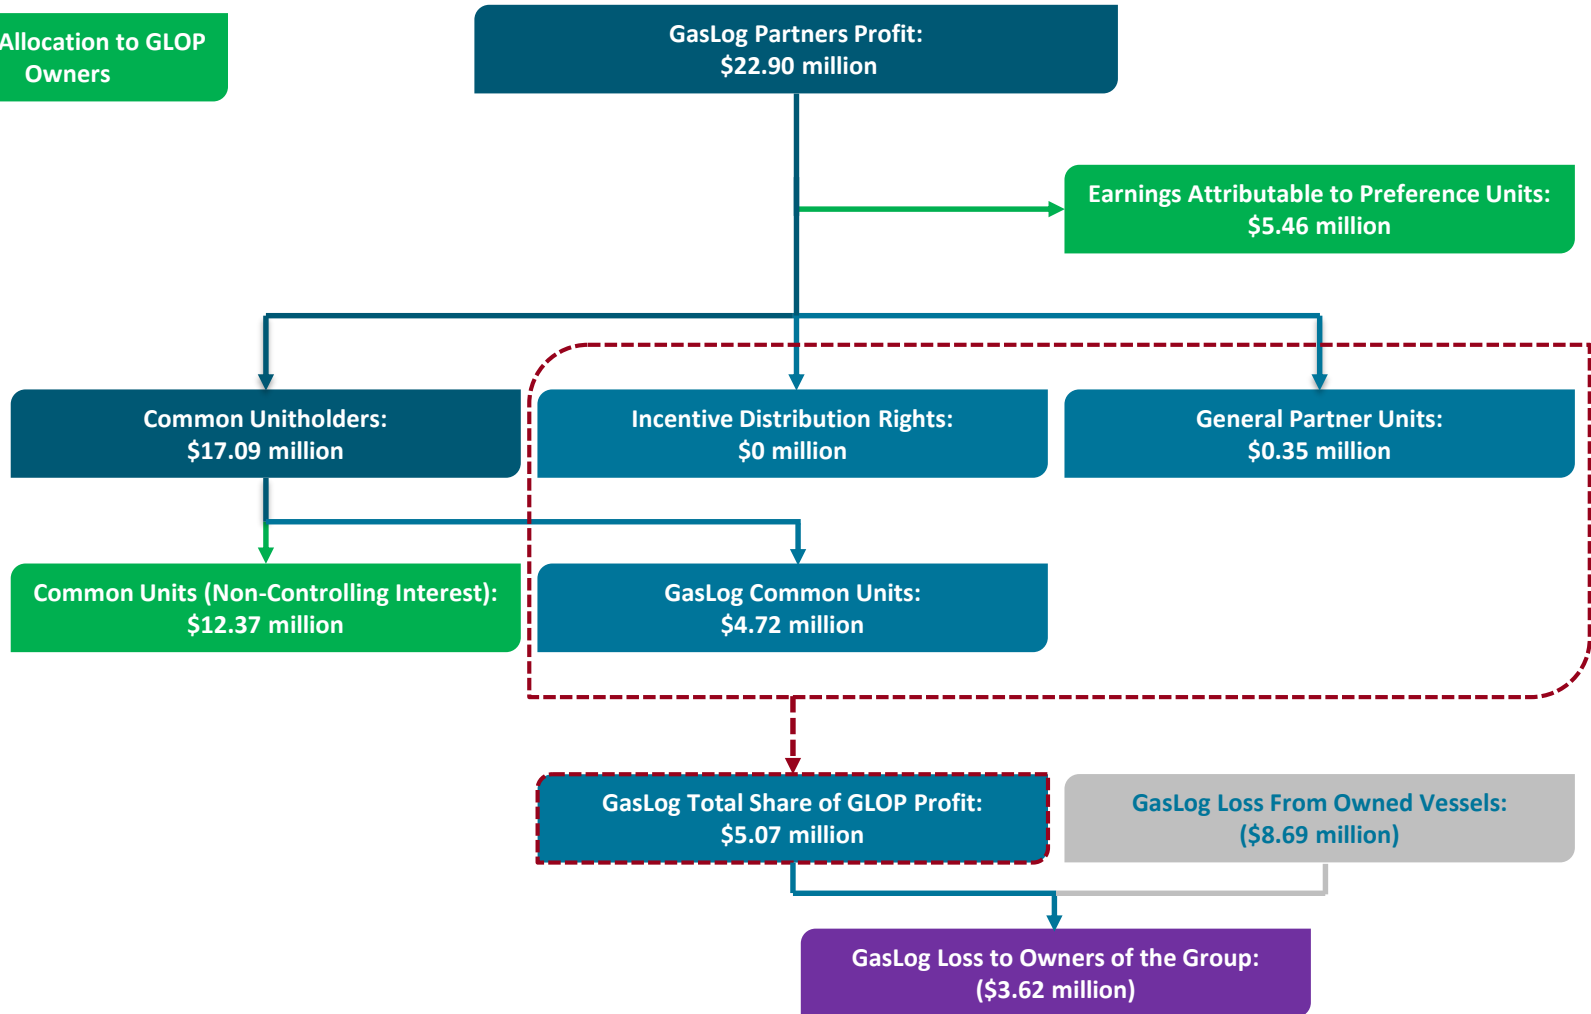 Allocation to GLOP
Owners
GasLog Partners Profit:
$22.90 million
Earnings Attributable to Preference Units:
$5.46 million
Common Unitholders:
$17.09 million
Incentive Distribution Rights:
$0 million
General Partner Units:
$0.35 million
Common Units (Non-Controlling Interest):
$12.37 million
GasLog Common Units:
$4.72 million
GasLog Total Share of GLOP Profit:
$5.07 million
GasLog Loss From Owned Vessels:
($8.69 million)
GasLog Loss to Owners of the Group:
($3.62 million)